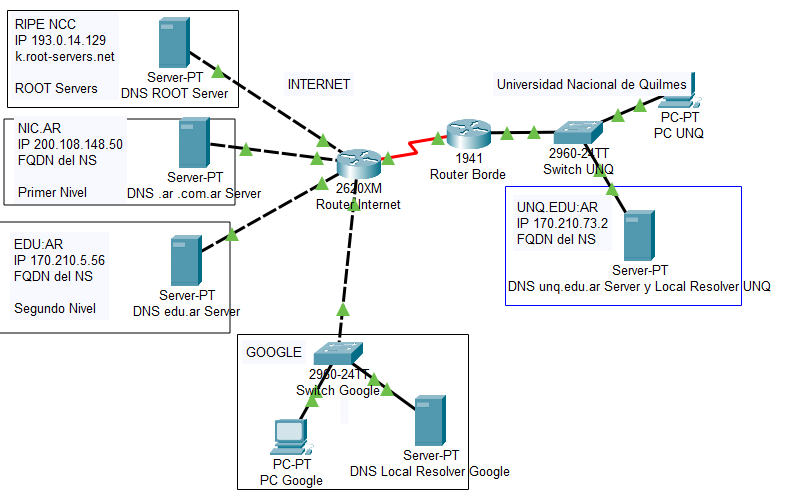 RIPE NCC
IP 193.0.14.129
k.root-servers.net
ROOT Servers
Server-PT
DNS ROOT Server
INTERNET
Universidad Nacional de Quilmes
PC-PT
PC UNQ
NIC.AR
IP 200.108.148.50
FQDN del NS
Primer Nivel
Server-PT
DNS .ar .com.ar Server
2620XM
Router Internet
1941
Router Borde
2960-24TT
Switch UNQ
UNQ.EDU:AR
IP 170.210.73.2
FQDN del NS
Server-PT
DNS unq.edu.ar Server y Local Resolver UNQ
EDU:AR
IP 170.210.5.56
FQDN del NS
Segundo Nivel
Server-PT
DNS edu.ar Server
GOOGLE
2960-24TT
Switch Google
PC-PT
PC Google
Server-PT
DNS Local Resolver Google